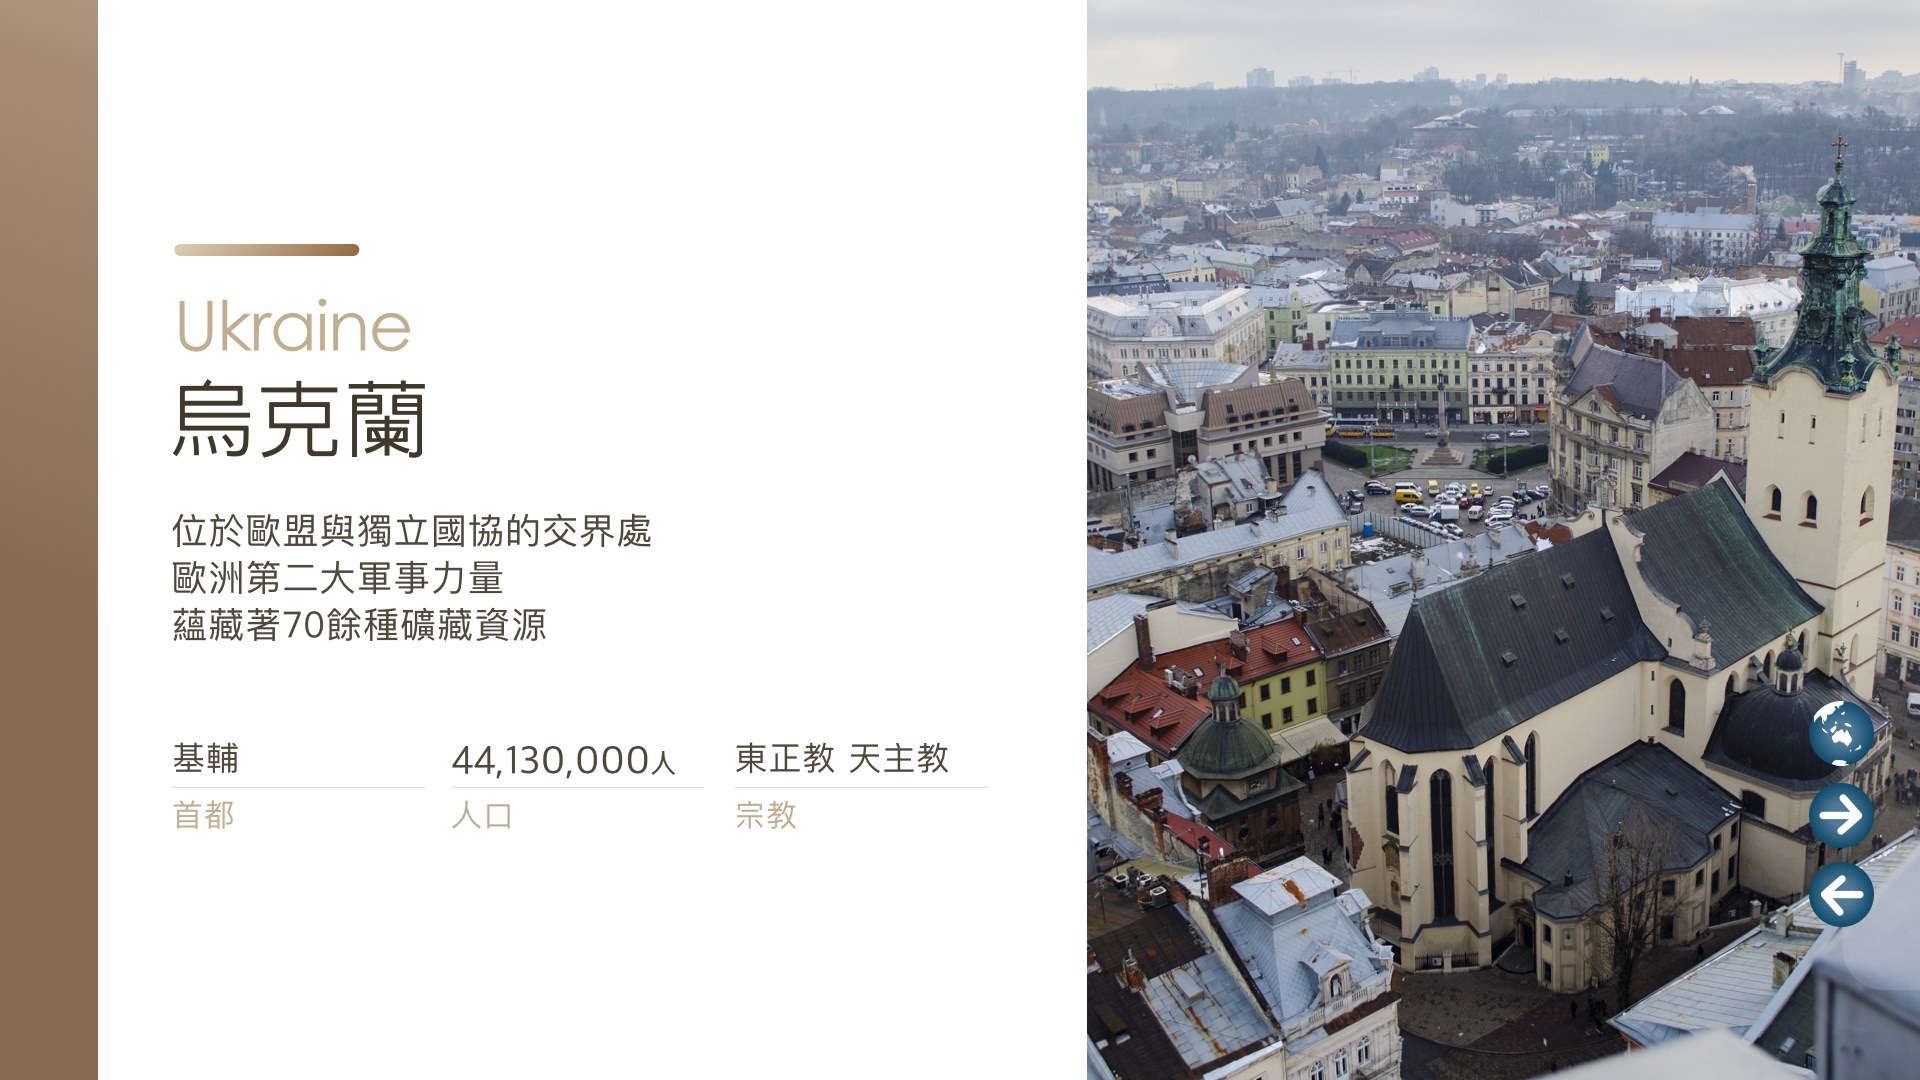 Ukraine
烏克蘭
位於歐盟與獨立國協的交界處
歐洲第二大軍事力量
蘊藏著70餘種礦藏資源
基輔
首都
44,130,000人
人口
東正教 天主教
宗教